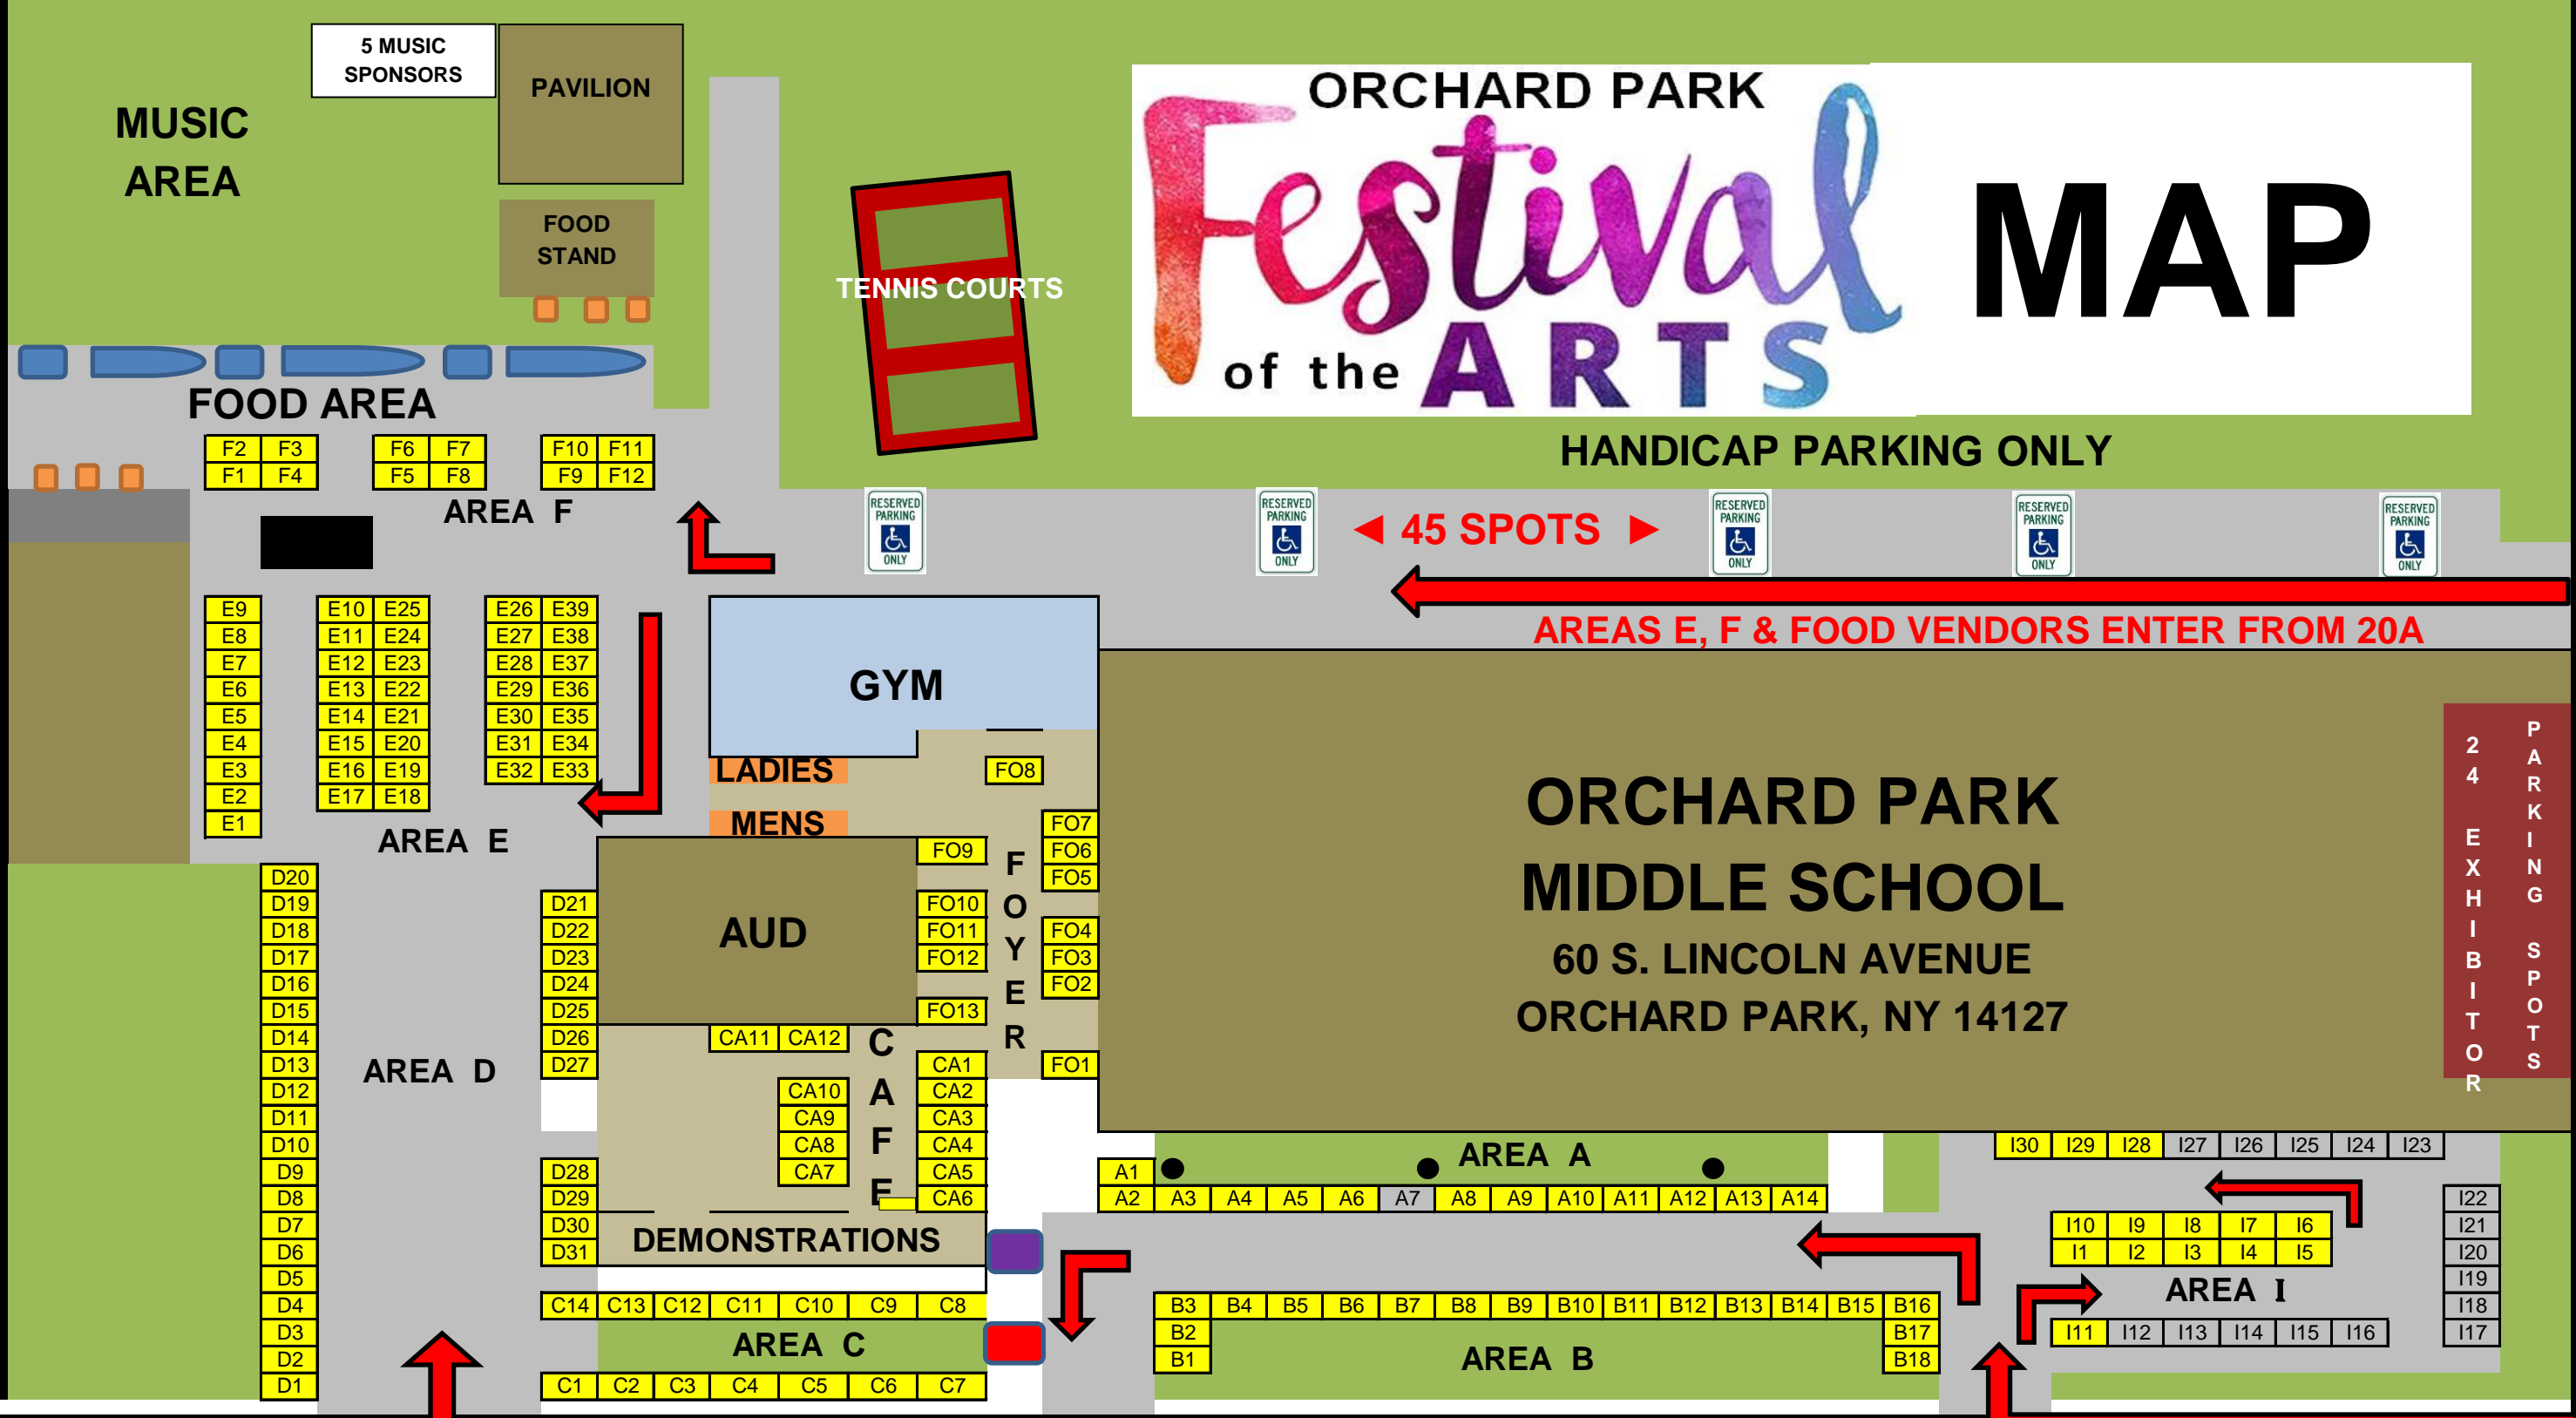 5 MUSIC
SPONSORS
PAVILION
MUSIC
AREA
FOOD
STAND
TENNIS COURTS
ORCHARD PARK
Festival
of the ARTS
MAP
FOOD AREA
HANDICAP PARKING ONLY
F2 F3 F6 F7 F10 F11
F1 F4 F5 F8 F9 F12
AREA F
RESERVED PARKING ONLY
RESERVED PARKING ONLY
◄ 45 SPOTS ►
RESERVED PARKING ONLY
RESERVED PARKING ONLY
RESERVED PARKING ONLY
AREAS E, F & FOOD VENDORS ENTER FROM 20A
E9 E10 E25 E26 E39
E8 E11 E24 E27 E38
E7 E12 E23 E28 E37
E6 E13 E22 E29 E36
E5 E14 E21 E30 E35
E4 E15 E20 E31 E34
E3 E16 E19 E32 E33
E2 E17 E18
E1
AREA E
GYM
LADIES
MENS
FO8
FO7
FO9 FO6
FO5
FO10
FO11 FO4
FO12 FO3
FO2
FO13
FO1
FOYER
AUD
D20
D19 D21
D18 D22
D17 D23
D16 D24
D15 D25
D14 D26
D13 D27
D12
D11
D10
D9 D28
D8 D29
D7 D30
D6 D31
D5
D4
D3
D2
D1
AREA D
CA11 CA12
CA1
CA10 CA2
CA9 CA3
CA8 CA4
CA7 CA5
CA6
CAFE
DEMONSTRATIONS
C14 C13 C12 C11 C10 C9 C8
AREA C
C1 C2 C3 C4 C5 C6 C7
ORCHARD PARK
MIDDLE SCHOOL
60 S. LINCOLN AVENUE
ORCHARD PARK, NY 14127
24 EXHIBITOR
PARKING SPOTS
AREA A
A1
A2 A3 A4 A5 A6 A7 A8 A9 A10 A11 A12 A13 A14
B3 B4 B5 B6 B7 B8 B9 B10 B11 B12 B13 B14 B15 B16
B2 B17
B1 B18
AREA B
I30 I29 I28 I27 I26 I25 I24 I23
I22
I10 I9 I8 I7 I6 I21
I1 I2 I3 I4 I5 I20
AREA I
I19
I18
I11 I12 I13 I14 I15 I16 I17